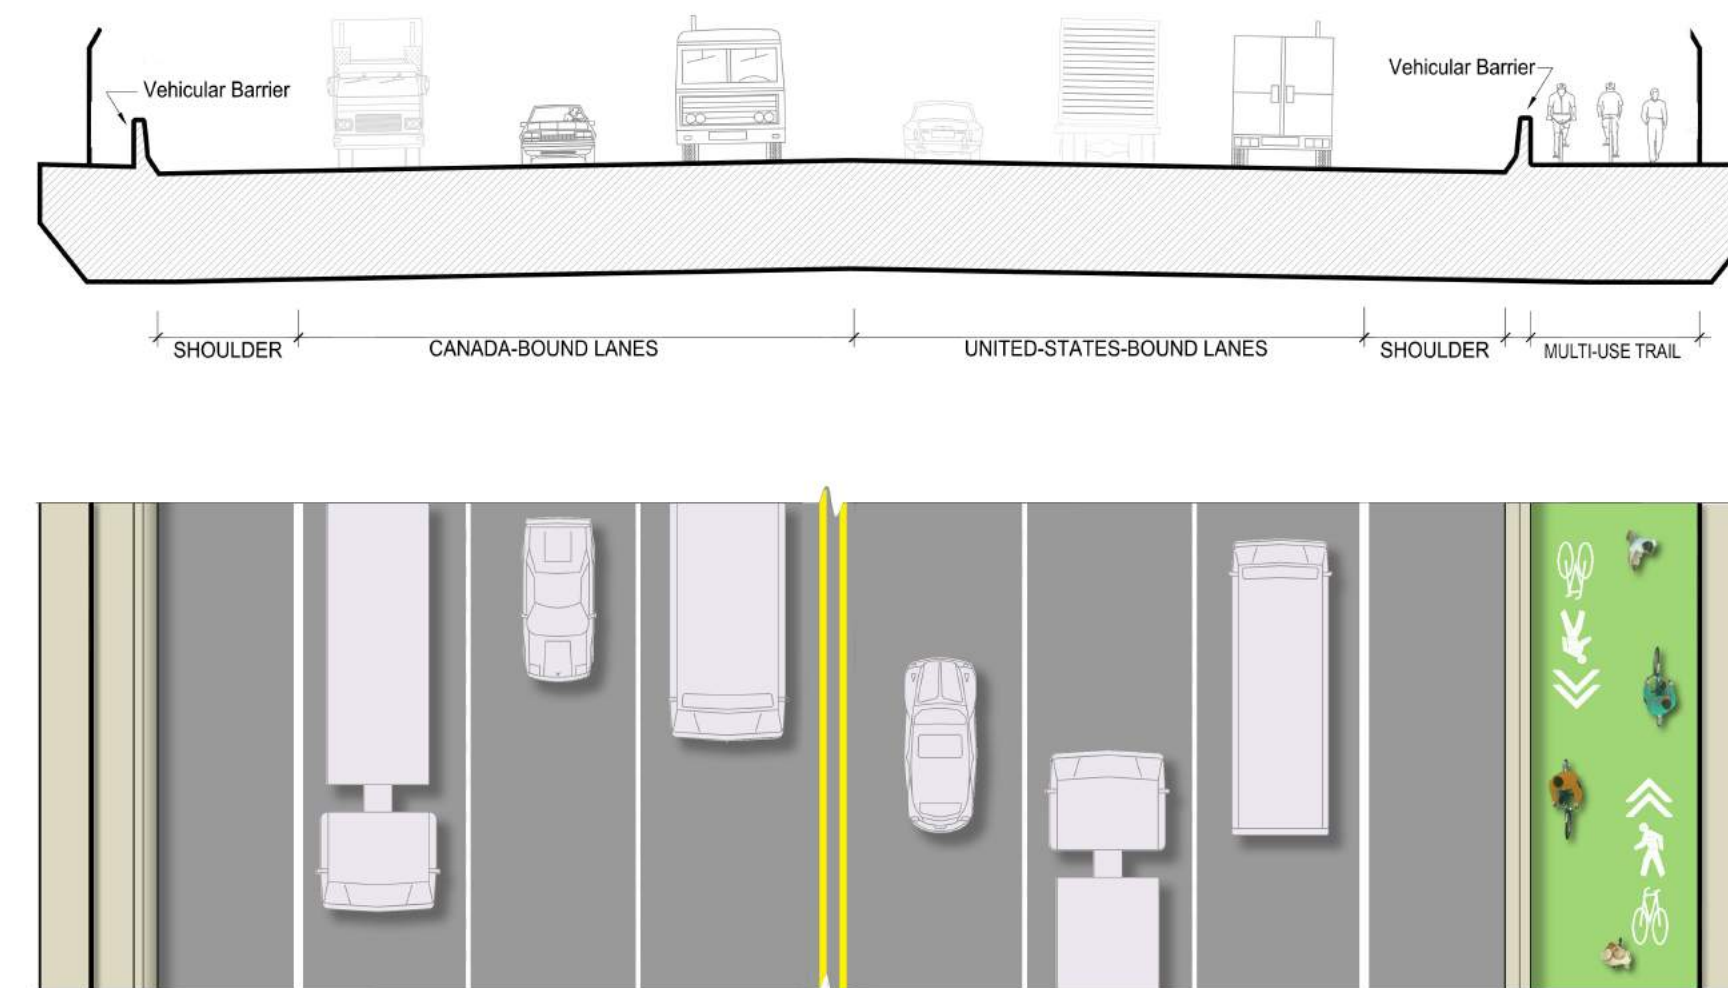 Vehicular Barrier
Vehicular Barrier
SHOULDER
CANADA-BOUND LANES
UNITED-STATES-BOUND LANES
SHOULDER
MULTI-USE TRAIL